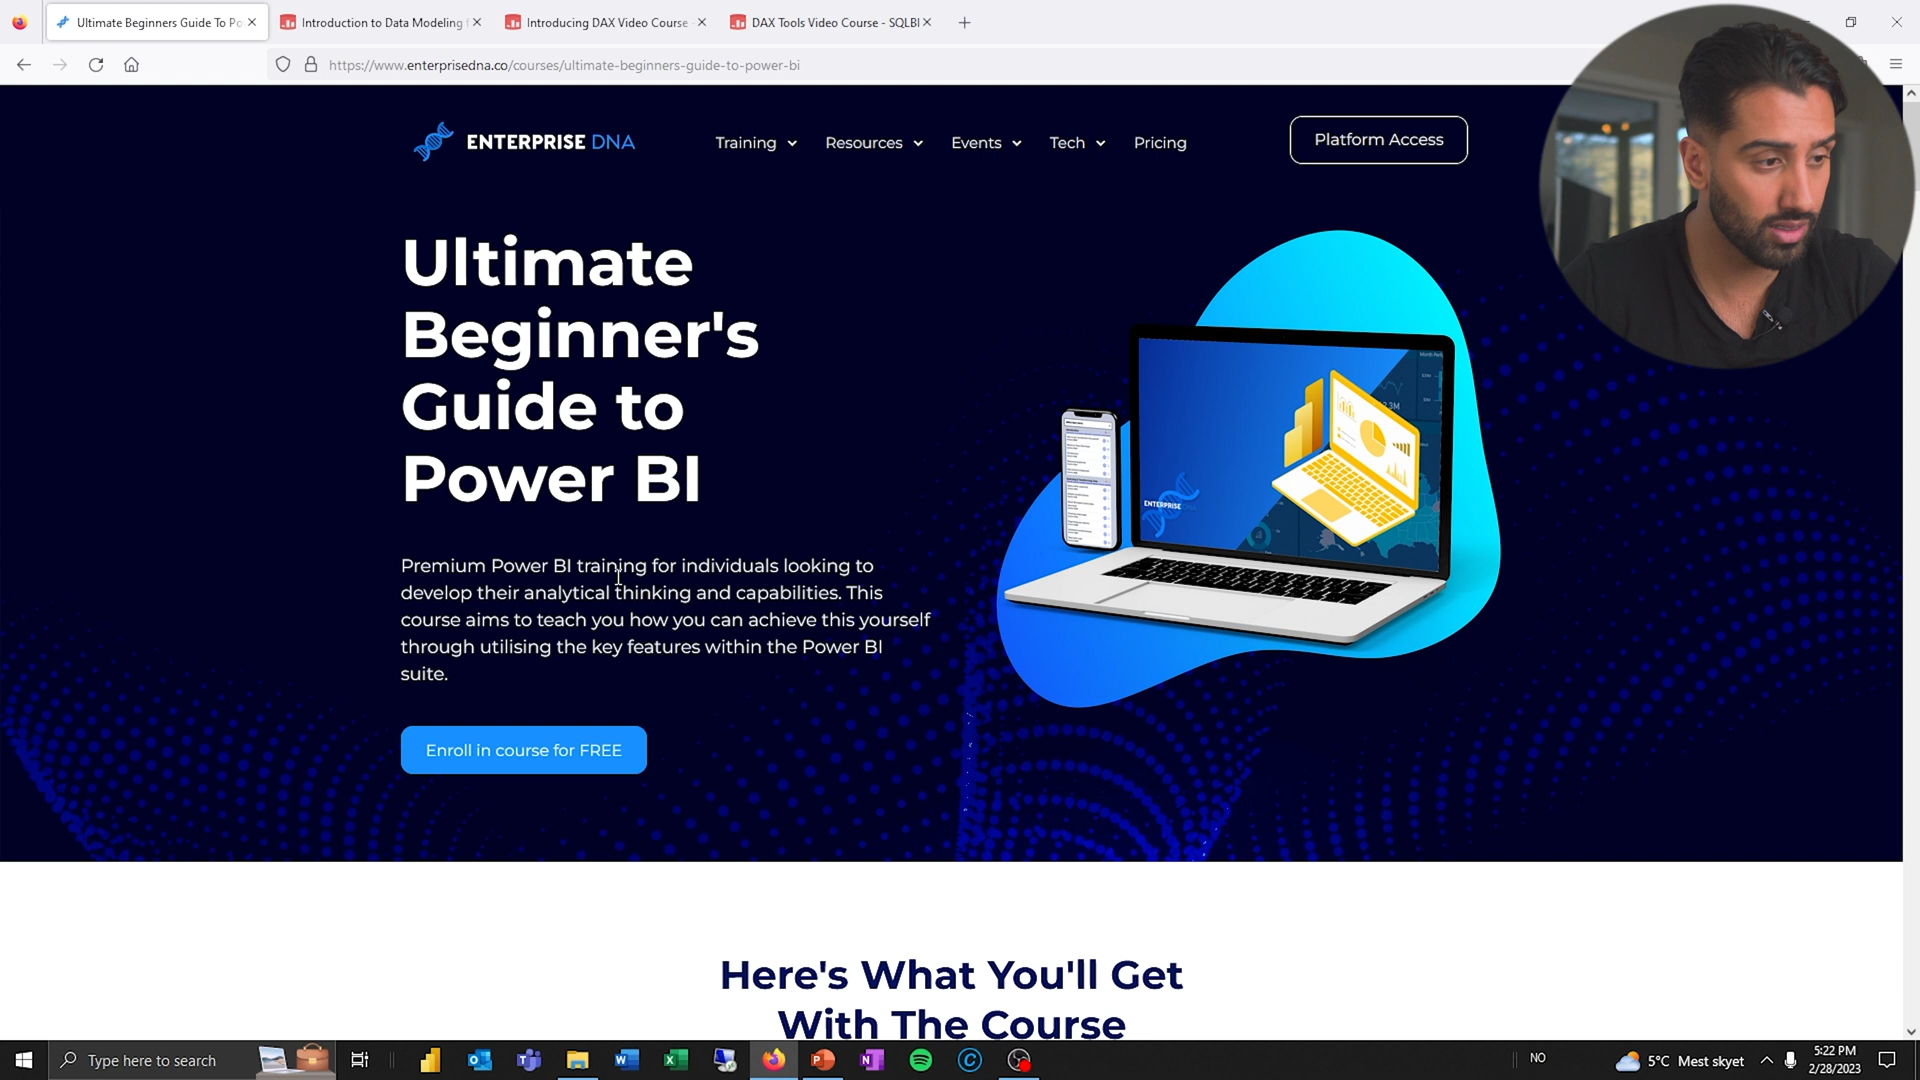 Ultimate Beginners Guide To Po
Introduction to Data Modeling f
Introducing DAX Video Course -
DAX Tools Video Course - SQLBI
https://www.enterprisedna.co/courses/ultimate-beginners-guide-to-power-bi
ENTERPRISE DNA
Training
Resources
Events
Tech
Pricing
Platform Access
Ultimate
Beginner's
Guide to
Power BI
Premium Power BI training for individuals looking to
develop their analytical thinking and capabilities. This
course aims to teach you how you can achieve this yourself
through utilising the key features within the Power BI
suite.
Enroll in course for FREE
ENTERPRISE
Here's What You'll Get
With The Course
Type here to search
NO
5°C Mest skyet
5:22 PM
2/28/2023